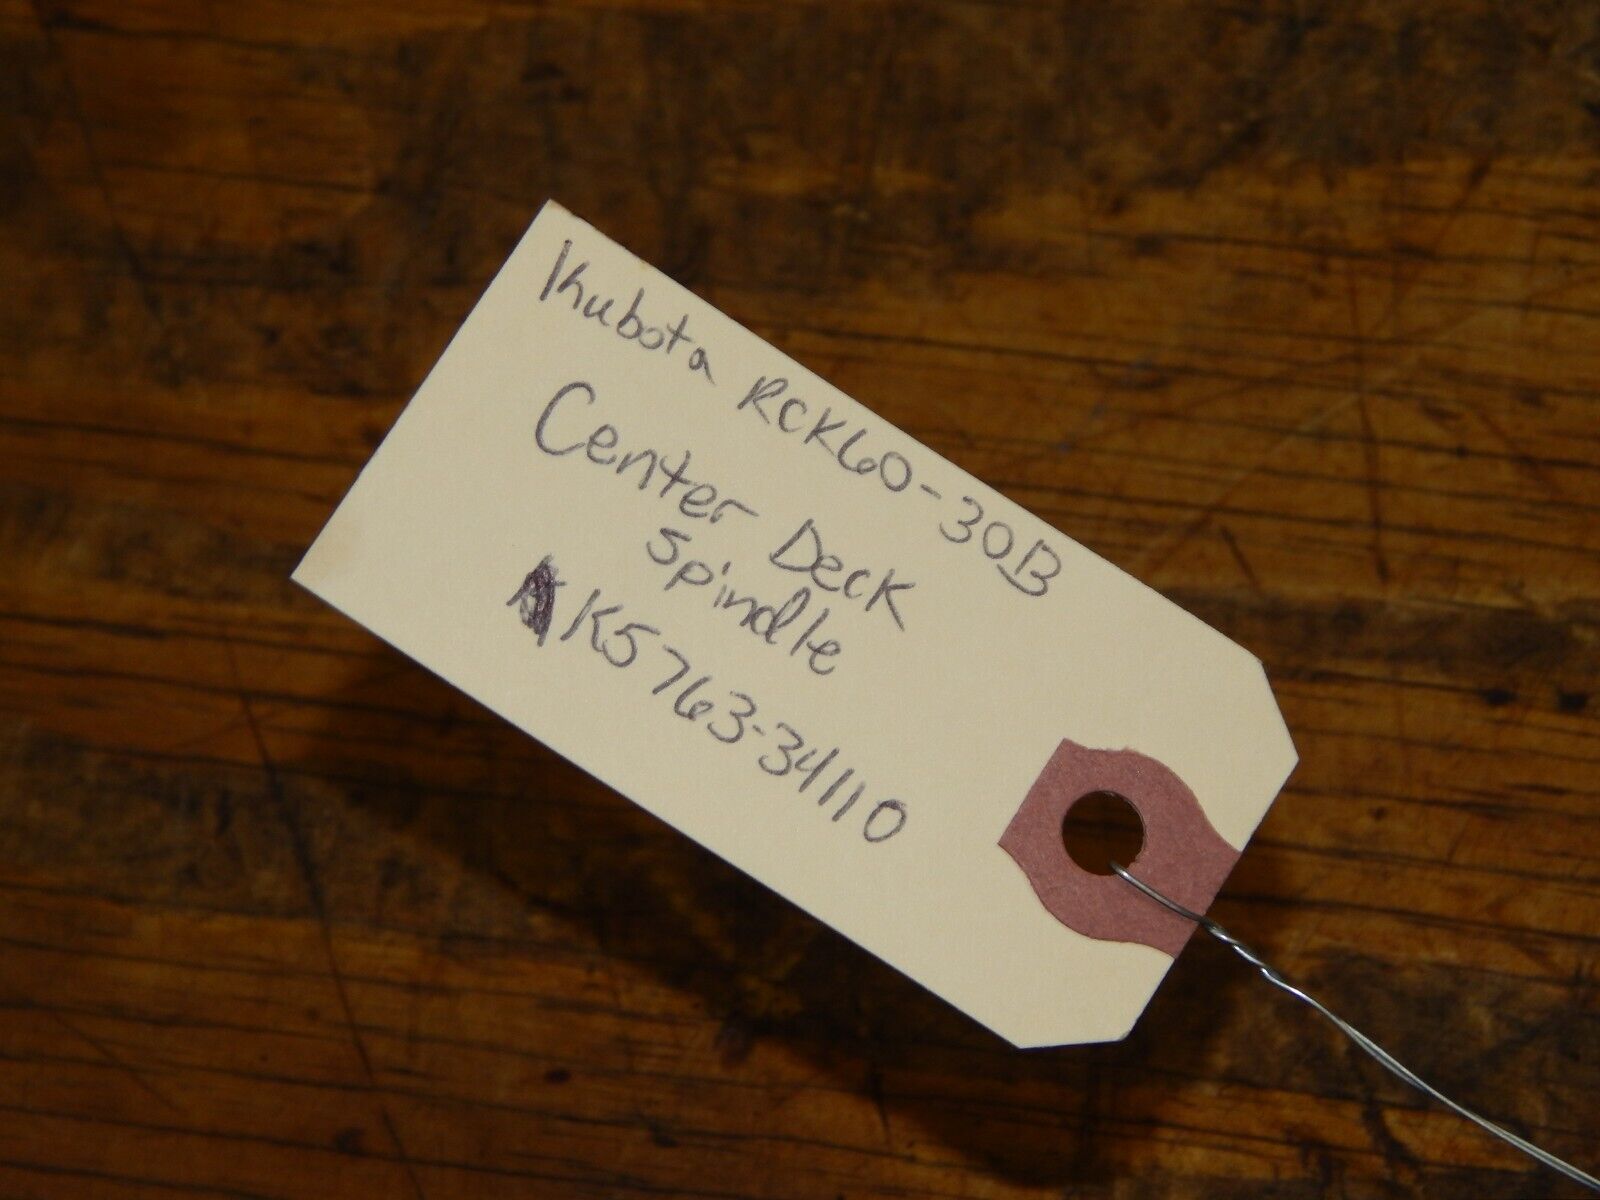 Kubota RCK60-30B
Center Deck
Spindle
K5763-34110